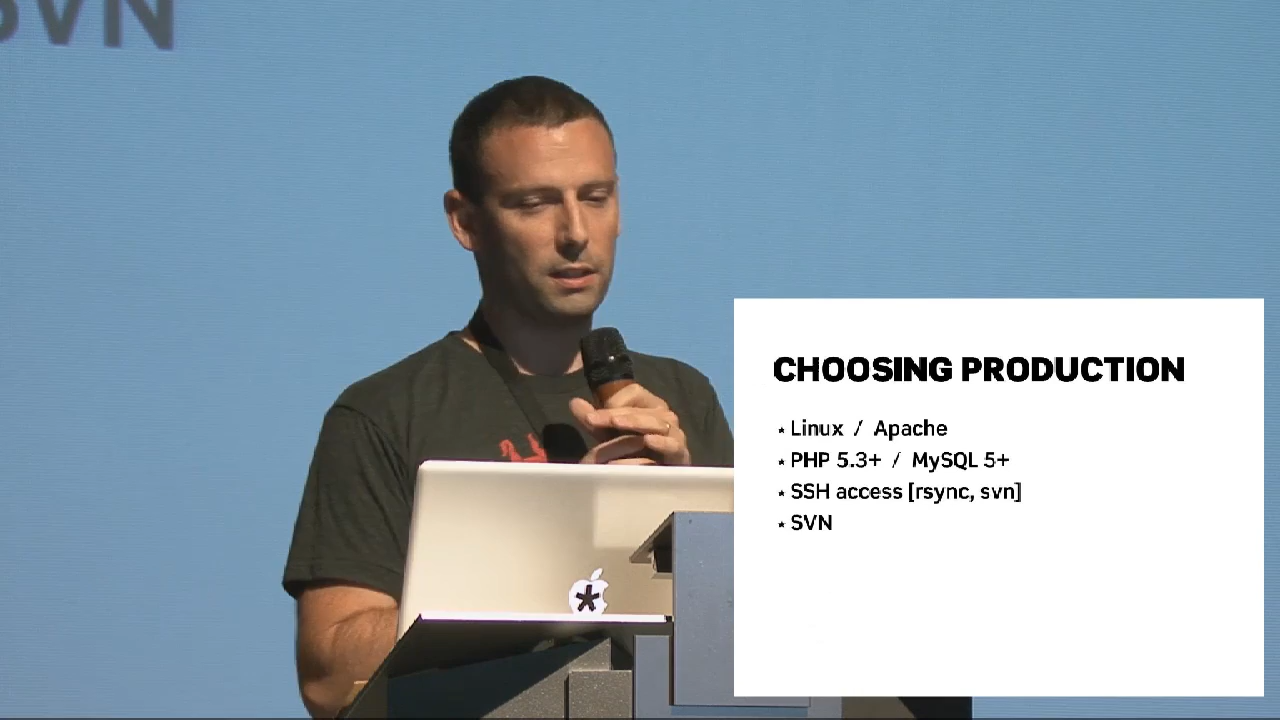 SVN
CHOOSING PRODUCTION
Linux / Apache
PHP 5.3+ / MySQL 5+
SSH access [rsync, svn]
SVN